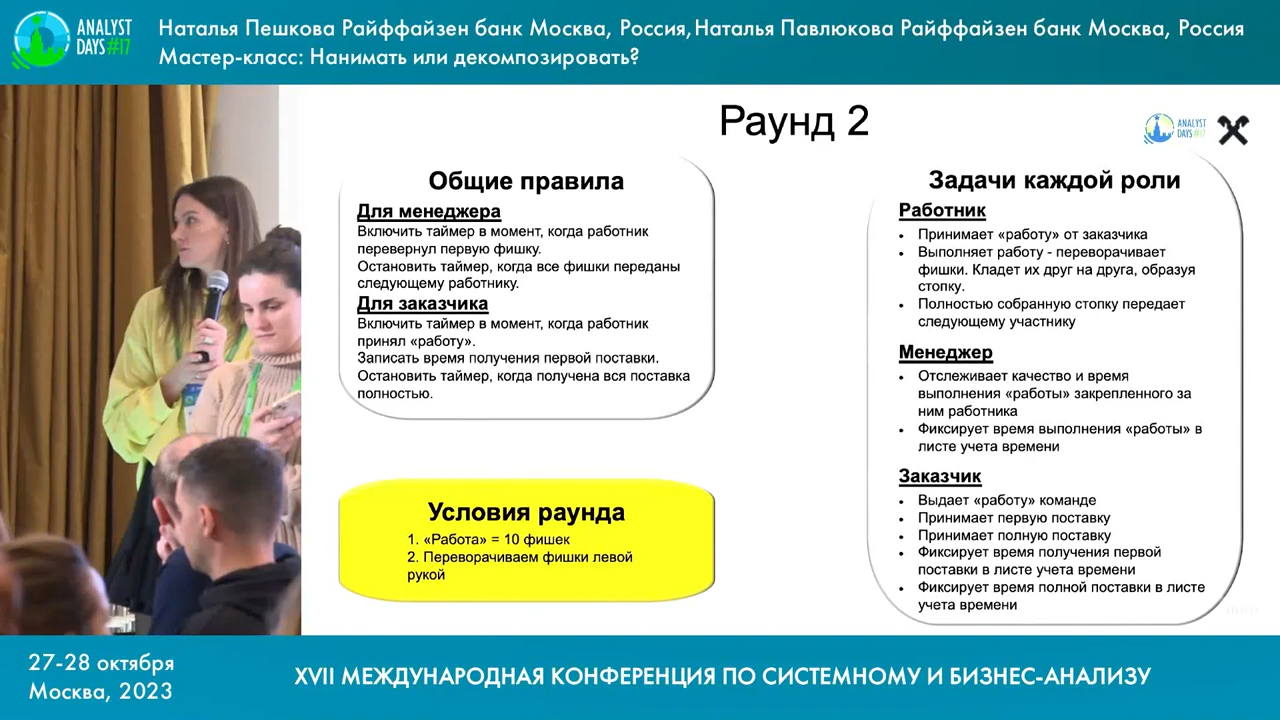 ANALYST
DAYS#17
Наталья Пешкова Райффайзен банк Москва, Россия,Наталья Павлюкова Райффайзен банк Москва, Россия
Мастер-класс: Нанимать или декомпозировать?
Раунд 2
ANALYST
DAYS#17
Общие правила
Для менеджера
Включить таймер в момент, когда работник
перевернул первую фишку.
Остановить таймер, когда все фишки переданы
следующему работнику.
Для заказчика
Включить таймер в момент, когда работник
принял «работу».
Записать время получения первой поставки.
Остановить таймер, когда получена вся поставка
полностью.
Условия раунда
1. «Работа» = 10 фишек
2. Переворачиваем фишки левой
рукой
Задачи каждой роли
Работник
• Принимает «работу» от заказчика
• Выполняет работу - переворачивает
фишки. Кладет их друг на друга, образуя
стопку.
• Полностью собранную стопку передает
следующему участнику
Менеджер
• Отслеживает качество и время
выполнения «работы» закрепленного за
ним работника
• Фиксирует время выполнения «работы» в
листе учета времени
Заказчик
• Выдает «работу» команде
• Принимает первую поставку
• Принимает полную поставку
• Фиксирует время получения первой
поставки в листе учета времени
• Фиксирует время полной поставки в листе
учета времени
27-28 октября
Москва, 2023
XVII МЕЖДУНАРОДНАЯ КОНФЕРЕНЦИЯ ПО СИСТЕМНОМУ И БИЗНЕС-АНАЛИЗУ